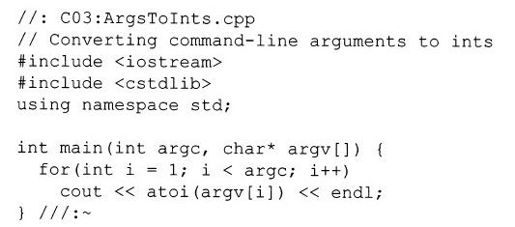 //: C03:ArgsToInts.cpp
// Converting command-line arguments to ints
#include <iostream>
#include <cstdlib>
using namespace std;

int main(int argc, char* argv[]) {
  for(int i = 1; i < argc; i++)
    cout << atoi(argv[i]) << endl;
} ///:~